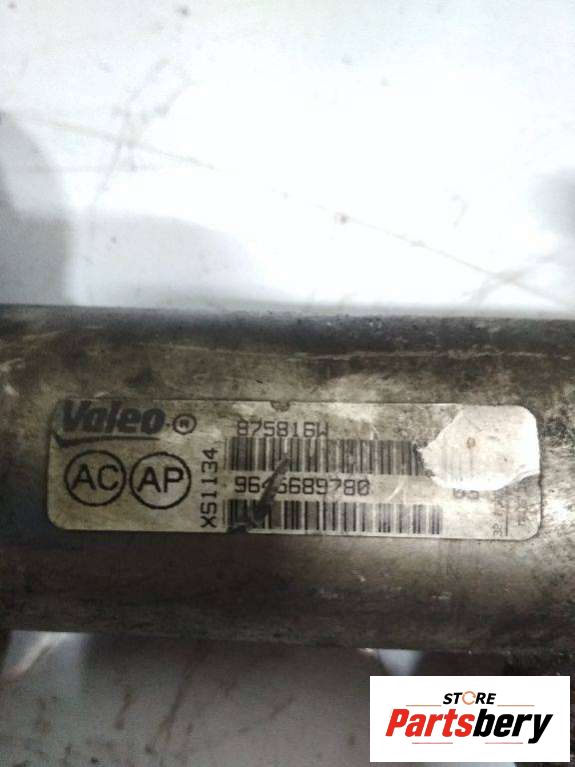 Valeo ®
875816W
AC AP
XS1134
9645689780
STORE
Partsbery